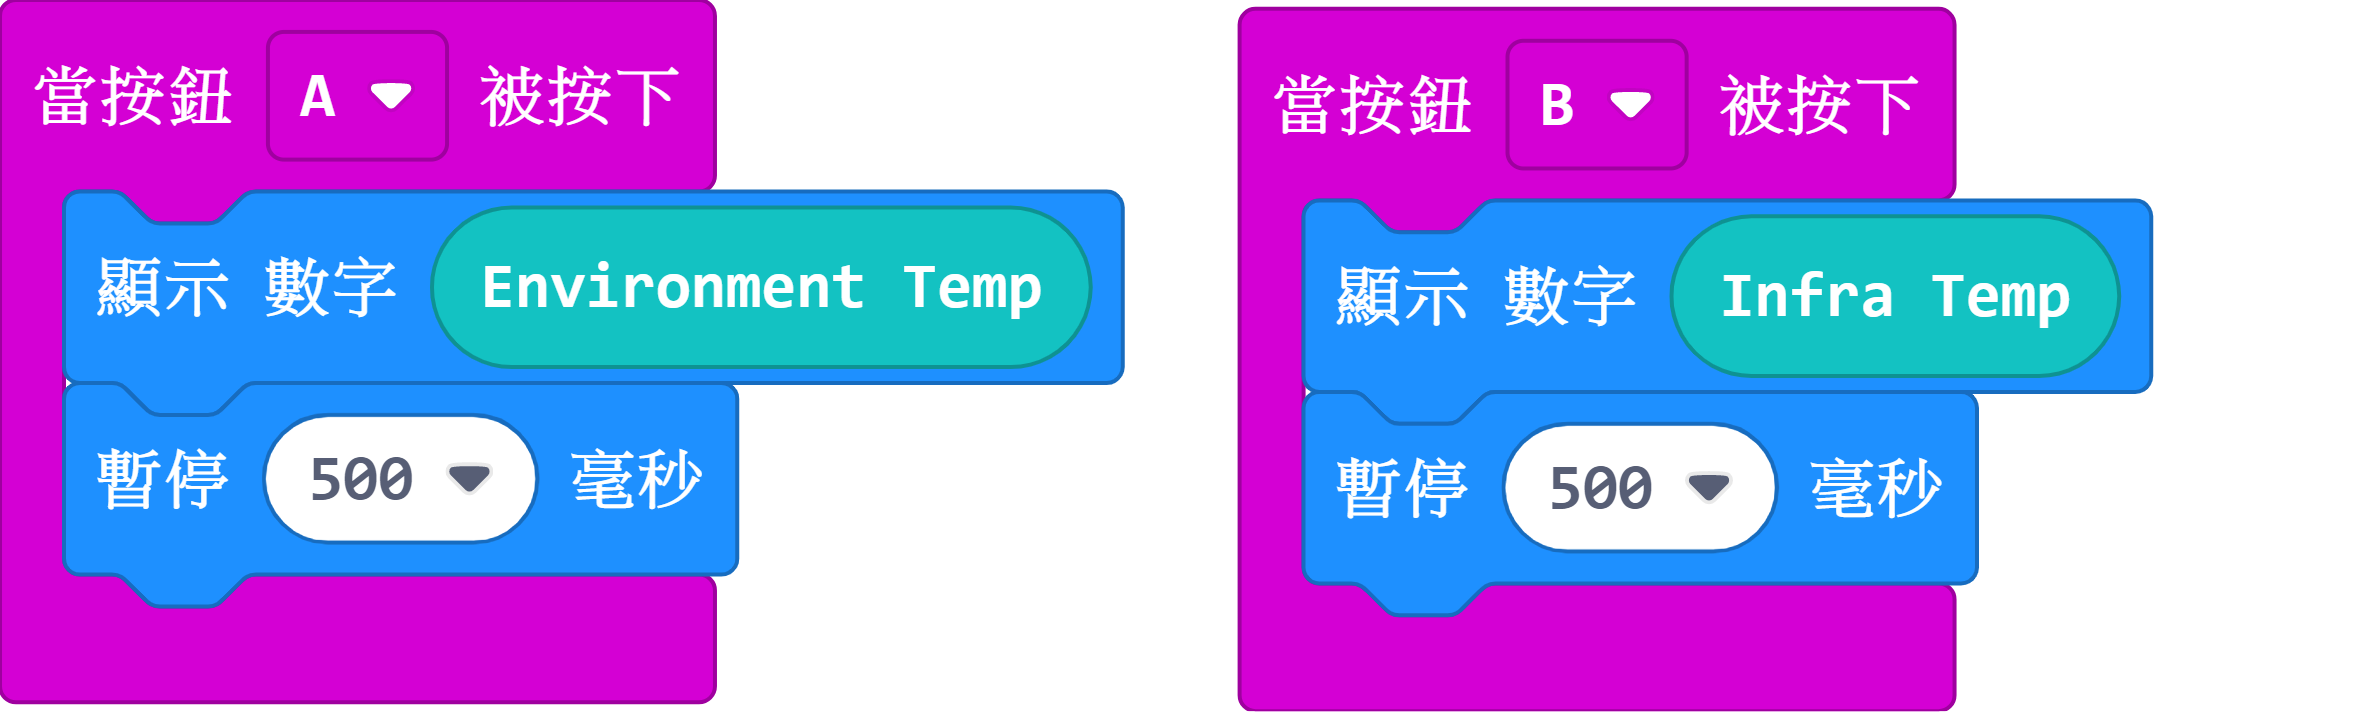 當按鈕 A 被按下
顯示 數字 Environment Temp
暫停 500 毫秒
當按鈕 B 被按下
顯示 數字 Infra Temp
暫停 500 毫秒